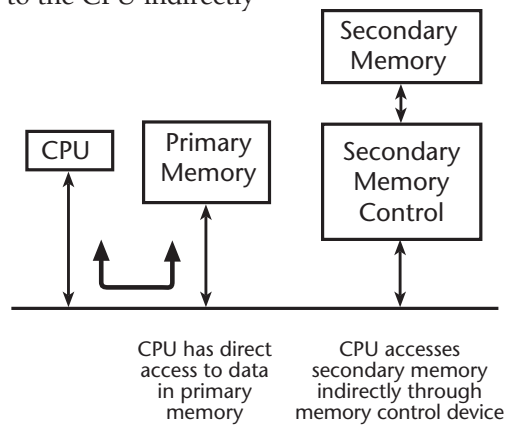 to the CPU indirectly
Secondary
Memory
CPU
Primary
Memory
Secondary
Memory
Control
CPU has direct
access to data
in primary
memory
CPU accesses
secondary memory
indirectly through
memory control device